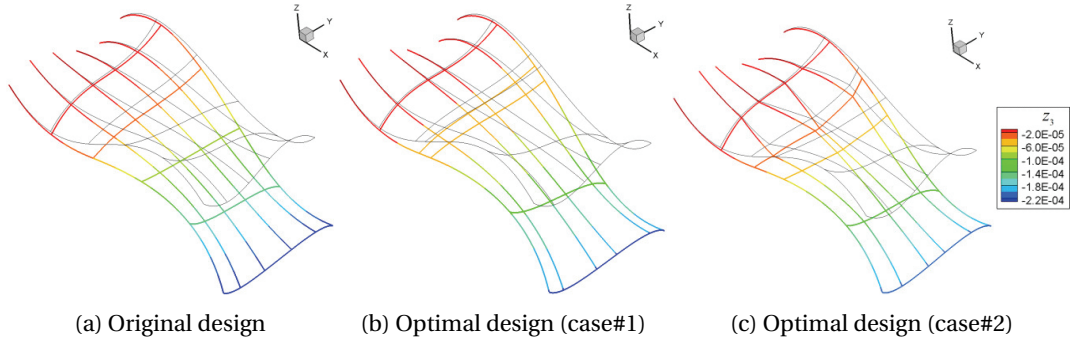 Z
Y
X
Z
Y
X
Z
Y
X
z₃
-2.0E-05
-6.0E-05
-1.0E-04
-1.4E-04
-1.8E-04
-2.2E-04
(a) Original design
(b) Optimal design (case#1)
(c) Optimal design (case#2)